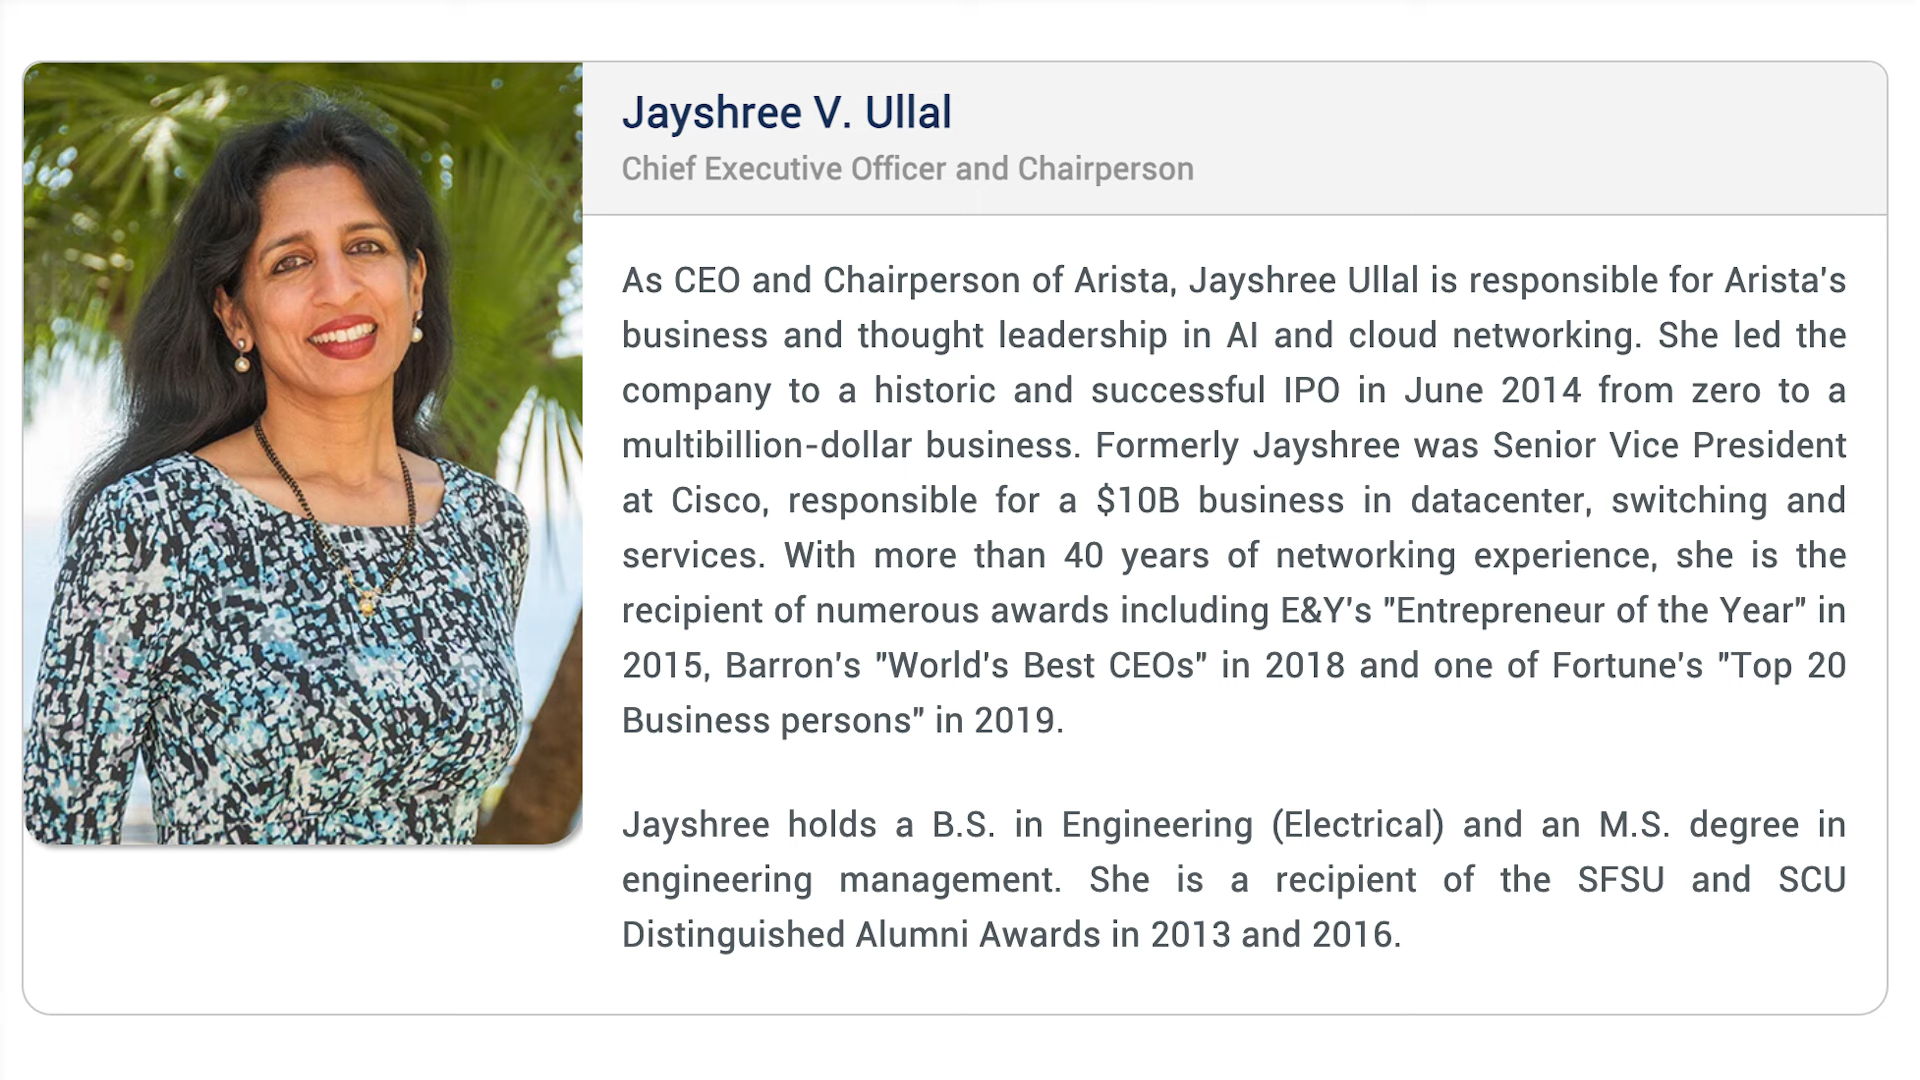 Jayshree V. Ullal
Chief Executive Officer and Chairperson
As CEO and Chairperson of Arista, Jayshree Ullal is responsible for Arista's
business and thought leadership in AI and cloud networking. She led the
company to a historic and successful IPO in June 2014 from zero to a
multibillion-dollar business. Formerly Jayshree was Senior Vice President
at Cisco, responsible for a $10B business in datacenter, switching and
services. With more than 40 years of networking experience, she is the
recipient of numerous awards including E&Y's "Entrepreneur of the Year" in
2015, Barron's "World's Best CEOs" in 2018 and one of Fortune's "Top 20
Business persons" in 2019.
Jayshree holds a B.S. in Engineering (Electrical) and an M.S. degree in
engineering management. She is a recipient of the SFSU and SCU
Distinguished Alumni Awards in 2013 and 2016.